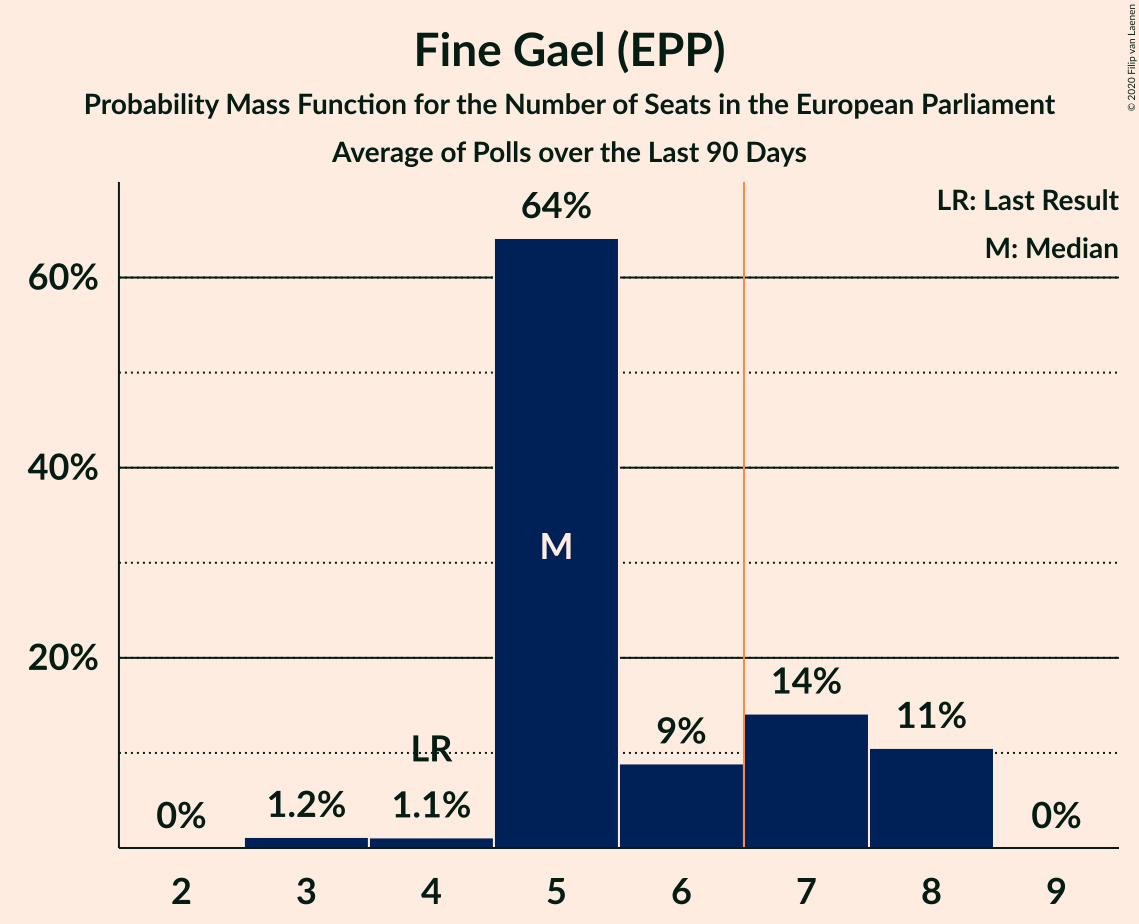 Fine Gael (EPP)
Probability Mass Function for the Number of Seats in the European Parliament
Average of Polls over the Last 90 Days
© 2020 Filip van Laenen
LR: Last Result
M: Median
60%
40%
20%
0%
1.2%
LR
1.1%
64%
M
9%
14%
11%
0%
2 3 4 5 6 7 8 9